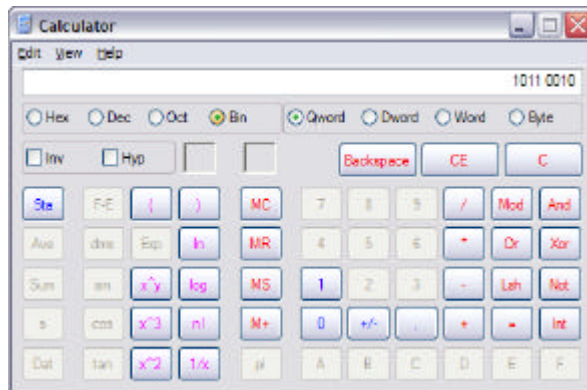 Calculator
Edit View Help
1011 0010
Hex Dec Oct Bin Qword Dword Word Byte
Inv Hyp Backspace CE C
Sta F-E ( ) MC 7 8 9 / Mod And
Ave dms Exp ln MR 4 5 6 * Or Xor
Sum sin x^y log MS 1 2 3 - Lsh Not
s cos x^3 n! M+ 0 +/- . + = Int
Dat tan x^2 1/x pi A B C D E F